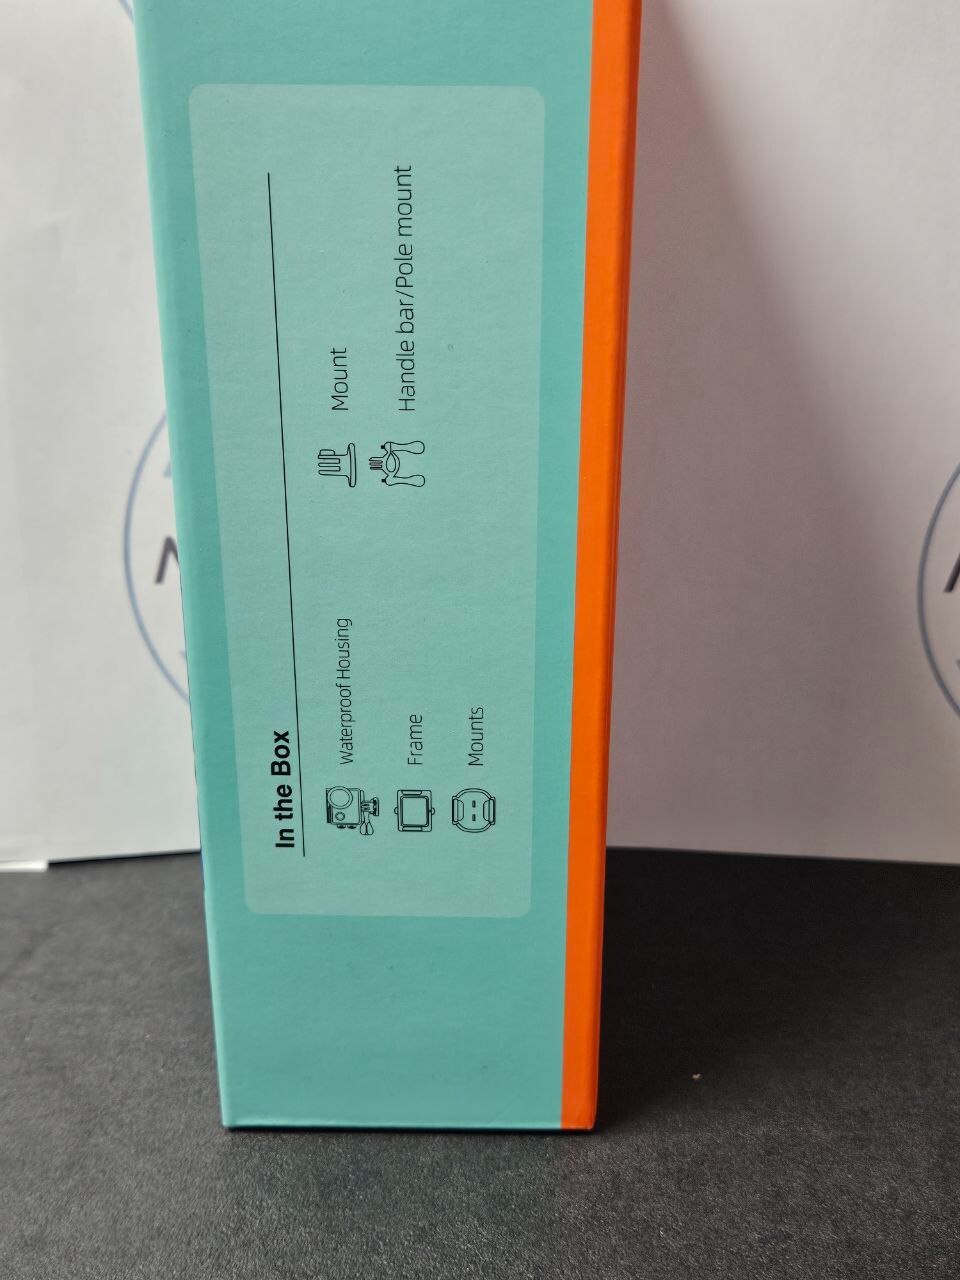 In the Box
Waterproof Housing
Frame
Mounts
Mount
Handle bar/Pole mount